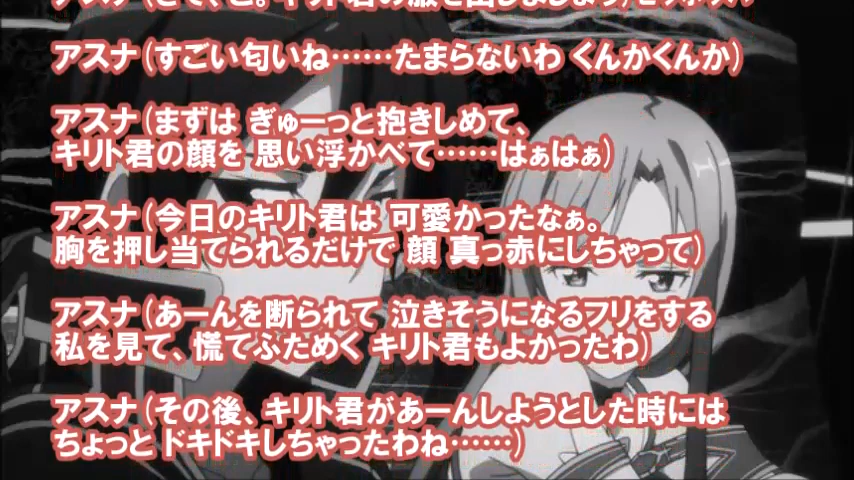 アスナ(すごい匂いね……たまらないわ くんかくんか)
アスナ(まずは ぎゅーっと抱きしめて、
キリト君の顔を 思い浮かべて……はぁはぁ)
アスナ(今日のキリト君は 可愛かったなぁ。
胸を押し当てられるだけで 顔 真っ赤にしちゃって)
アスナ(あーんを断られて 泣きそうになるフリをする
私を見て、慌てふためく キリト君もよかったわ)
アスナ(その後、キリト君があーんしようとした時には
ちょっと ドキドキしちゃったわね……)